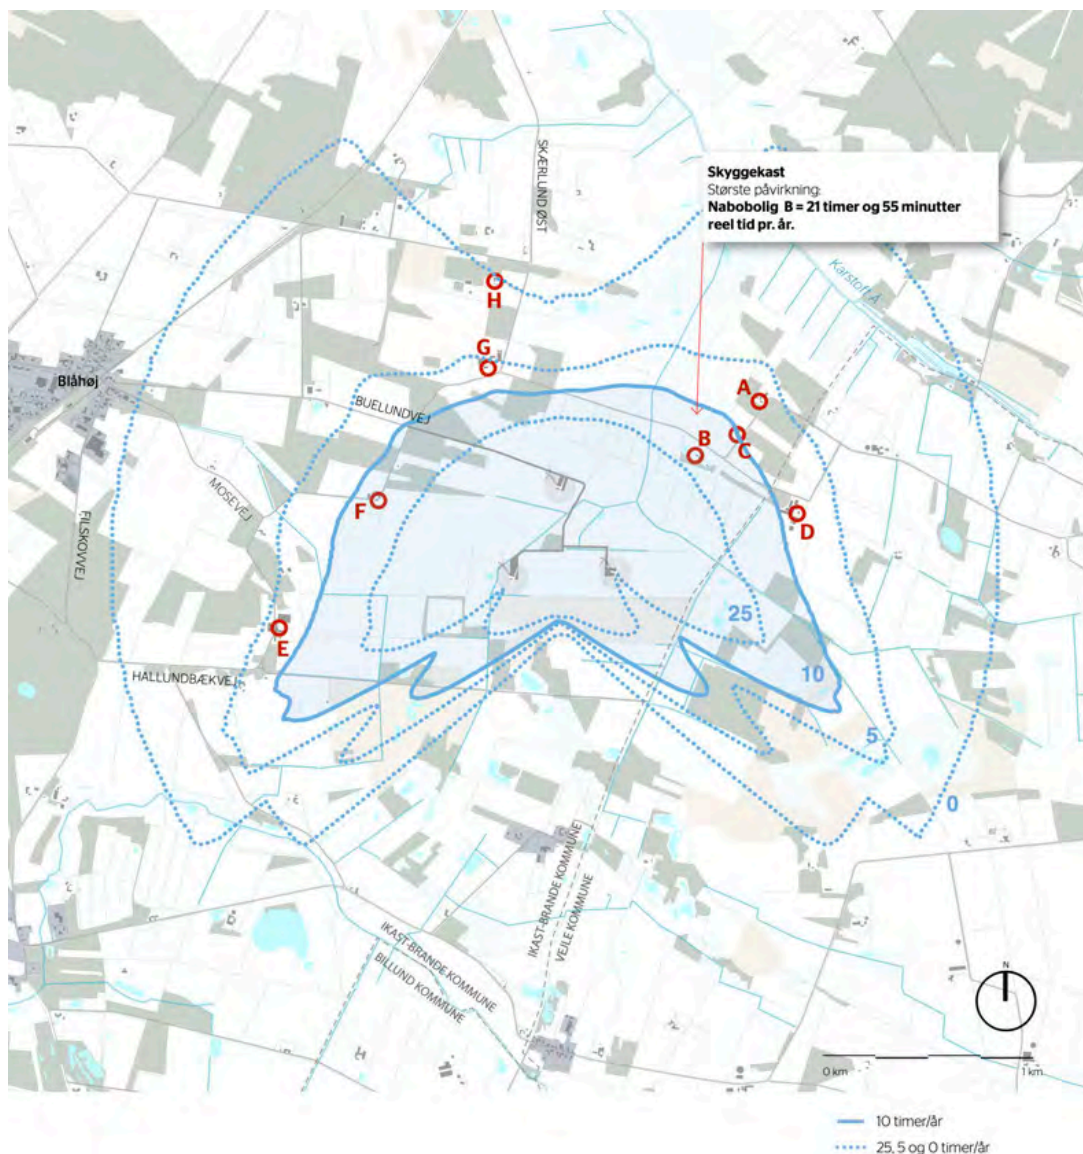 SKÆRLUND ØST
Skyggekast
Største påvirkning:
Nabobolig B = 21 timer og 55 minutter
reel tid pr. år.
Karstoft Å
H
G
Blåhøj
A
BUELUNDVEJ
C
B
F
D
MOSEVEJ
FILSKOVVEJ
25
E
HALLUNDBÆKVEJ
10
5
0
IKAST-BRANDE KOMMUNE
VEJLE KOMMUNE
IKAST-BRANDE KOMMUNE
BILLUND KOMMUNE
N
0 km
1 km
10 timer/år
25, 5 og 0 timer/år